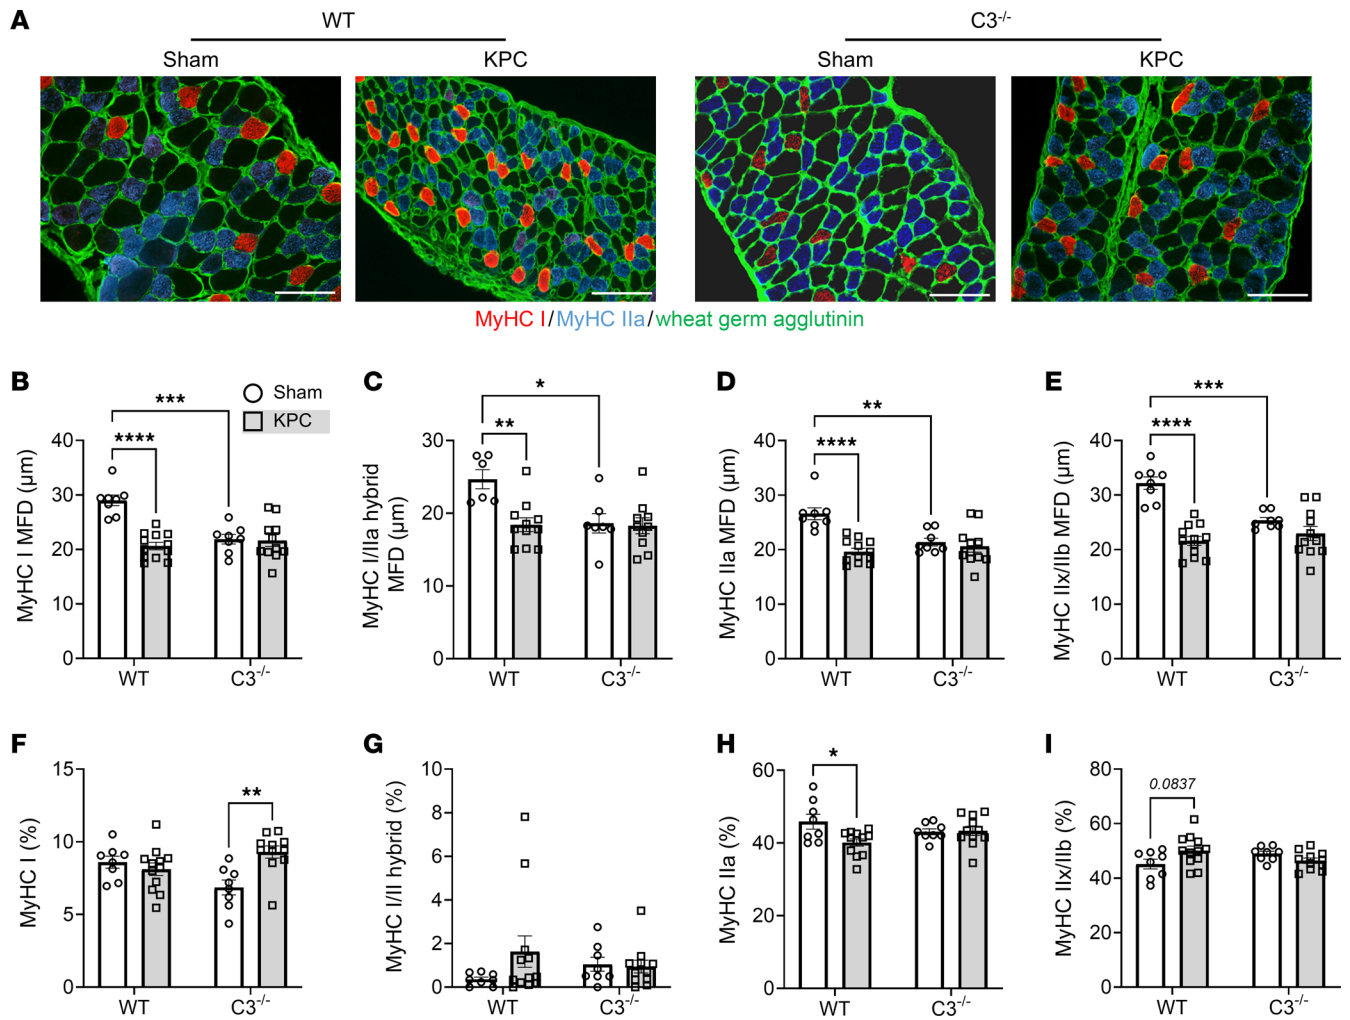 A
WT
C3-/-
Sham
KPC
Sham
KPC
MyHC I/MyHC IIa/wheat germ agglutinin
B
MyHC I MFD (µm)
40
30
20
10
0
***
****
Sham
KPC
WT
C3-/-
C
MyHC I/IIa hybrid
MFD (µm)
30
20
10
0
*
**
WT
C3-/-
D
MyHC IIa MFD (µm)
40
30
20
10
0
**
****
WT
C3-/-
E
MyHC IIx/IIb MFD (µm)
40
30
20
10
0
***
****
WT
C3-/-
F
MyHC I (%)
15
10
5
0
**
WT
C3-/-
G
MyHC I/II hybrid (%)
10
8
6
4
2
0
WT
C3-/-
H
MyHC IIa (%)
60
40
20
0
*
WT
C3-/-
I
MyHC IIx/IIb (%)
80
60
40
20
0
0.0837
WT
C3-/-